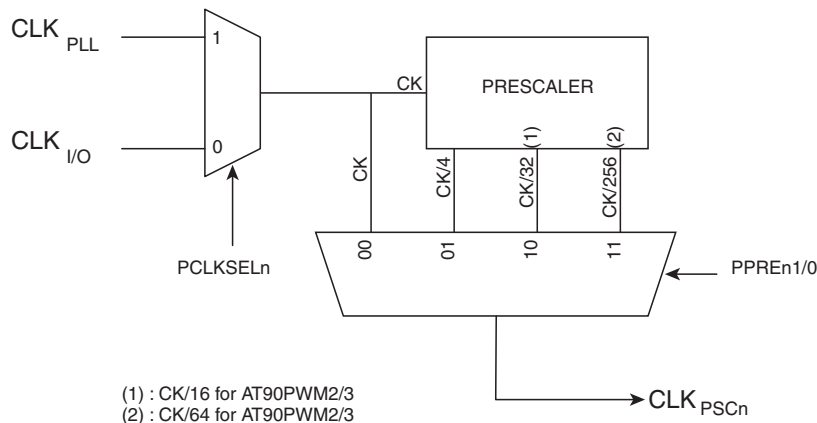 CLK PLL
1
CK
PRESCALER
CLK I/O
0
(1)
(2)
CK
CK/4
CK/32
CK/256
00
01
10
11
PCLKSELn
PPREn1/0
(1) : CK/16 for AT90PWM2/3
(2) : CK/64 for AT90PWM2/3
CLK PSCn